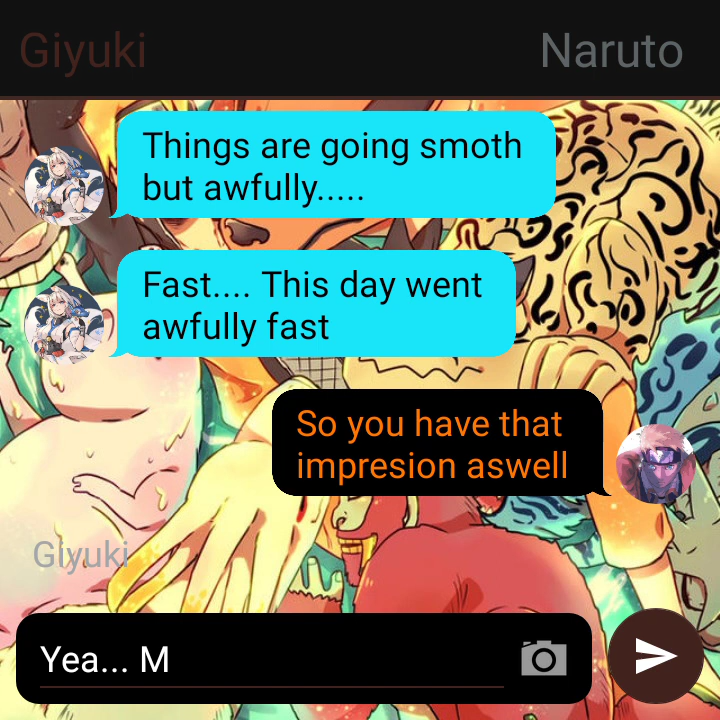 Giyuki
Naruto
Things are going smoth
but awfully.....
Fast.... This day went
awfully fast
So you have that
impresion aswell
Giyuki
Yea... M